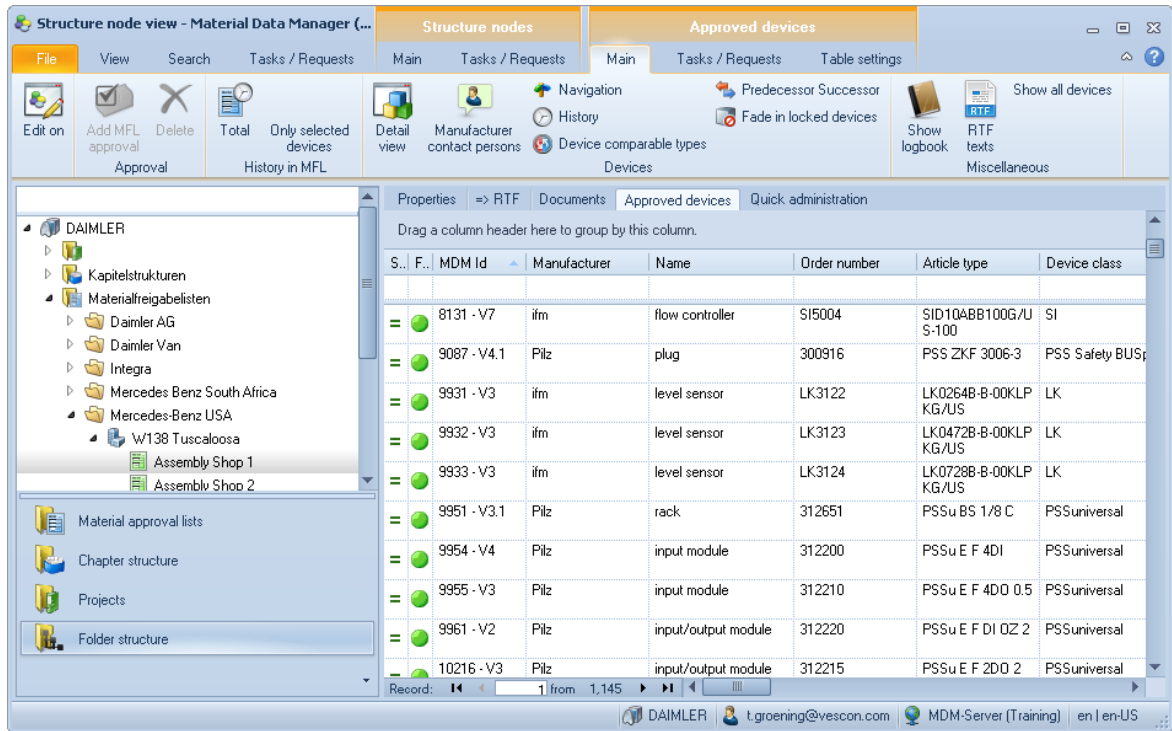 Structure node view - Material Data Manager (...
Structure nodes
Approved devices
File View Search Tasks / Requests Main Tasks / Requests Main Tasks / Requests Table settings
Edit on
Add MFL approval
Delete
Approval
Total
Only selected devices
History in MFL
Detail view
Manufacturer contact persons
Navigation
History
Device comparable types
Predecessor Successor
Fade in locked devices
Devices
Show logbook
RTF
RTF texts
Show all devices
Miscellaneous
DAIMLER
Kapitelstrukturen
Materialfreigabelisten
Daimler AG
Daimler Van
Integra
Mercedes Benz South Africa
Mercedes-Benz USA
W138 Tuscaloosa
Assembly Shop 1
Assembly Shop 2
Material approval lists
Chapter structure
Projects
Folder structure
Properties => RTF Documents Approved devices Quick administration
Drag a column header here to group by this column.
S.. F.. MDM Id Manufacturer Name Order number Article type Device class
8131 - V7 ifm flow controller SI5004 SID10ABB100G/US-100 SI
9087 - V4.1 Pilz plug 300916 PSS ZKF 3006-3 PSS Safety BUSp
9931 - V3 ifm level sensor LK3122 LK0264B-B-00KLPKG/US LK
9932 - V3 ifm level sensor LK3123 LK0472B-B-00KLPKG/US LK
9933 - V3 ifm level sensor LK3124 LK0728B-B-00KLPKG/US LK
9951 - V3.1 Pilz rack 312651 PSSu BS 1/8 C PSSuniversal
9954 - V4 Pilz input module 312200 PSSu E F 4DI PSSuniversal
9955 - V3 Pilz input module 312210 PSSu E F 4DO 0.5 PSSuniversal
9961 - V2 Pilz input/output module 312220 PSSu E F DI OZ 2 PSSuniversal
10216 - V3 Pilz input/output module 312215 PSSu E F 2DO 2 PSSuniversal
Record: 1 from 1,145
DAIMLER t.groening@vescon.com MDM-Server (Training) en | en-US